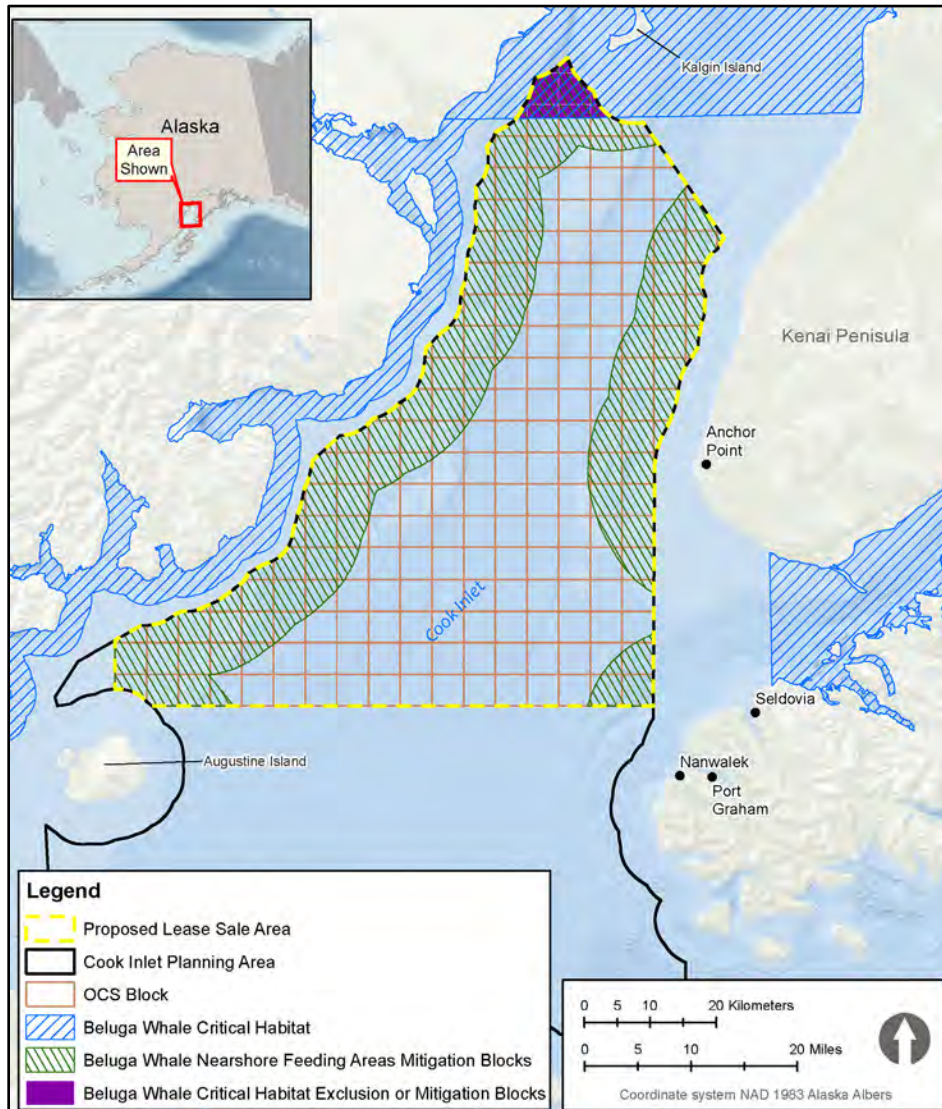 Kalgin Island
Alaska
Area
Shown
Kenai Penisula
Anchor
Point
Cook Inlet
Seldovia
Augustine Island
Nanwalek
Port
Graham
Legend
Proposed Lease Sale Area
Cook Inlet Planning Area
OCS Block
Beluga Whale Critical Habitat
Beluga Whale Nearshore Feeding Areas Mitigation Blocks
Beluga Whale Critical Habitat Exclusion or Mitigation Blocks
0 5 10 20 Kilometers
0 5 10 20 Miles
Coordinate system NAD 1983 Alaska Albers